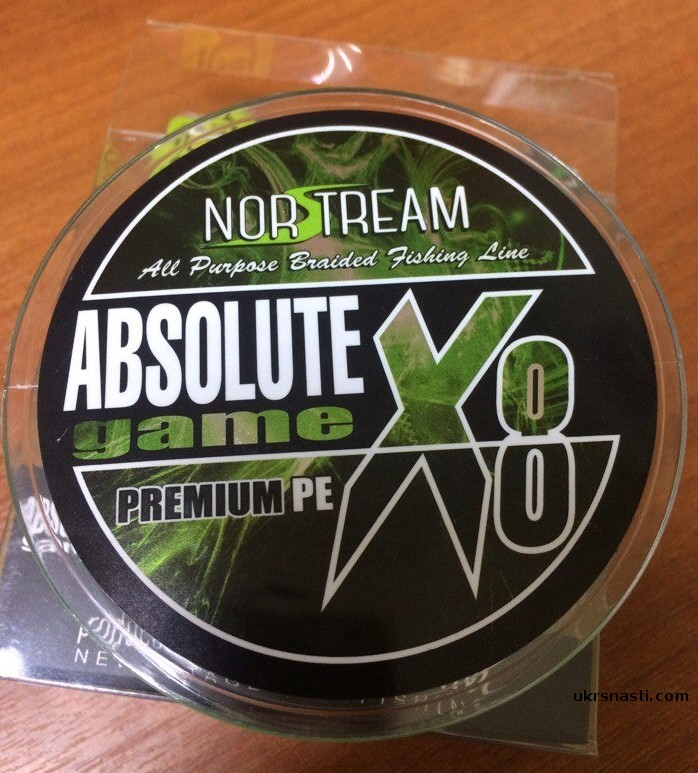 NORSTREAM
All Purpose Braided Fishing Line
ABSOLUTE
game
X8
PREMIUM PE
ukrsnasti.com